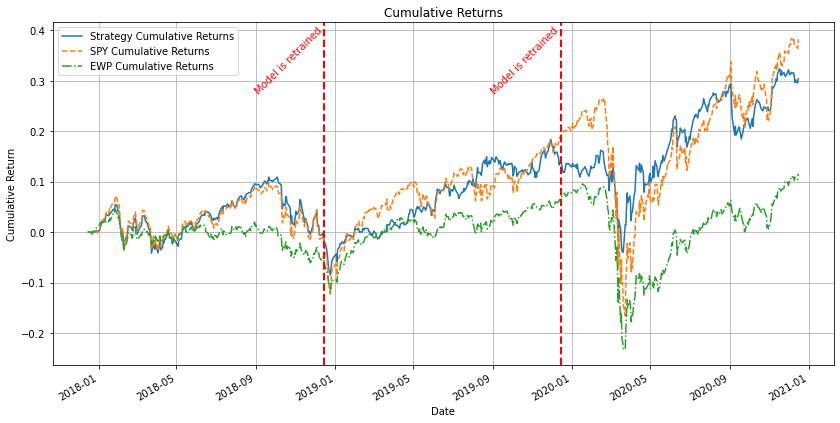 Cumulative Returns
Strategy Cumulative Returns
SPY Cumulative Returns
EWP Cumulative Returns
Model is retrained
Model is retrained
Cumulative Return
0.4
0.3
0.2
0.1
0.0
−0.1
−0.2
2018-01
2018-05
2018-09
2019-01
2019-05
2019-09
2020-01
2020-05
2020-09
2021-01
Date